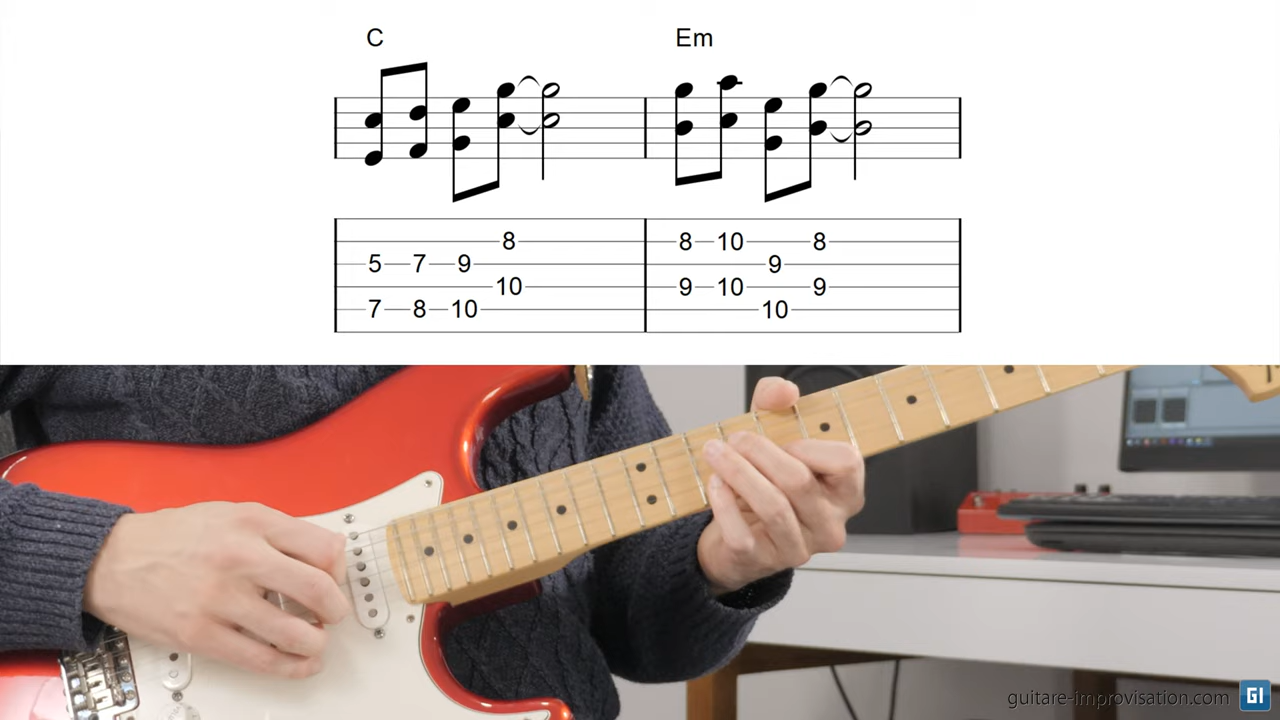 C Em
8 8 10 8
5 7 9 9
10 9 10 9
7 8 10 10
guitare-improvisation.com GI